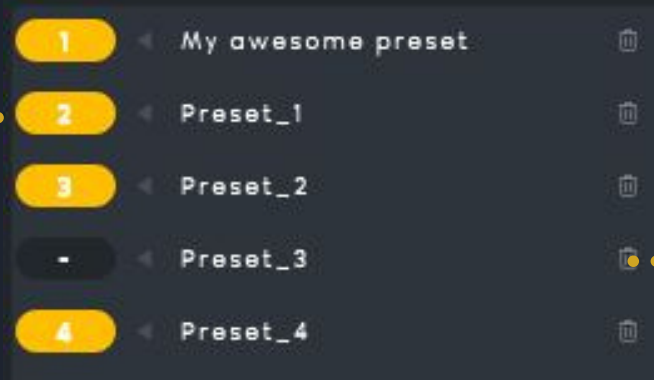 1 My awesome preset
2 Preset_1
3 Preset_2
- Preset_3
4 Preset_4